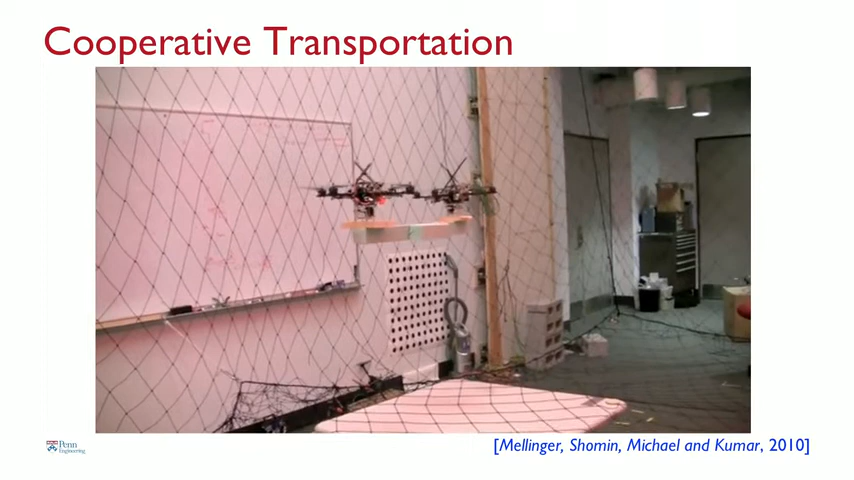 Cooperative Transportation
Penn
Engineering
[Mellinger, Shomin, Michael and Kumar, 2010]